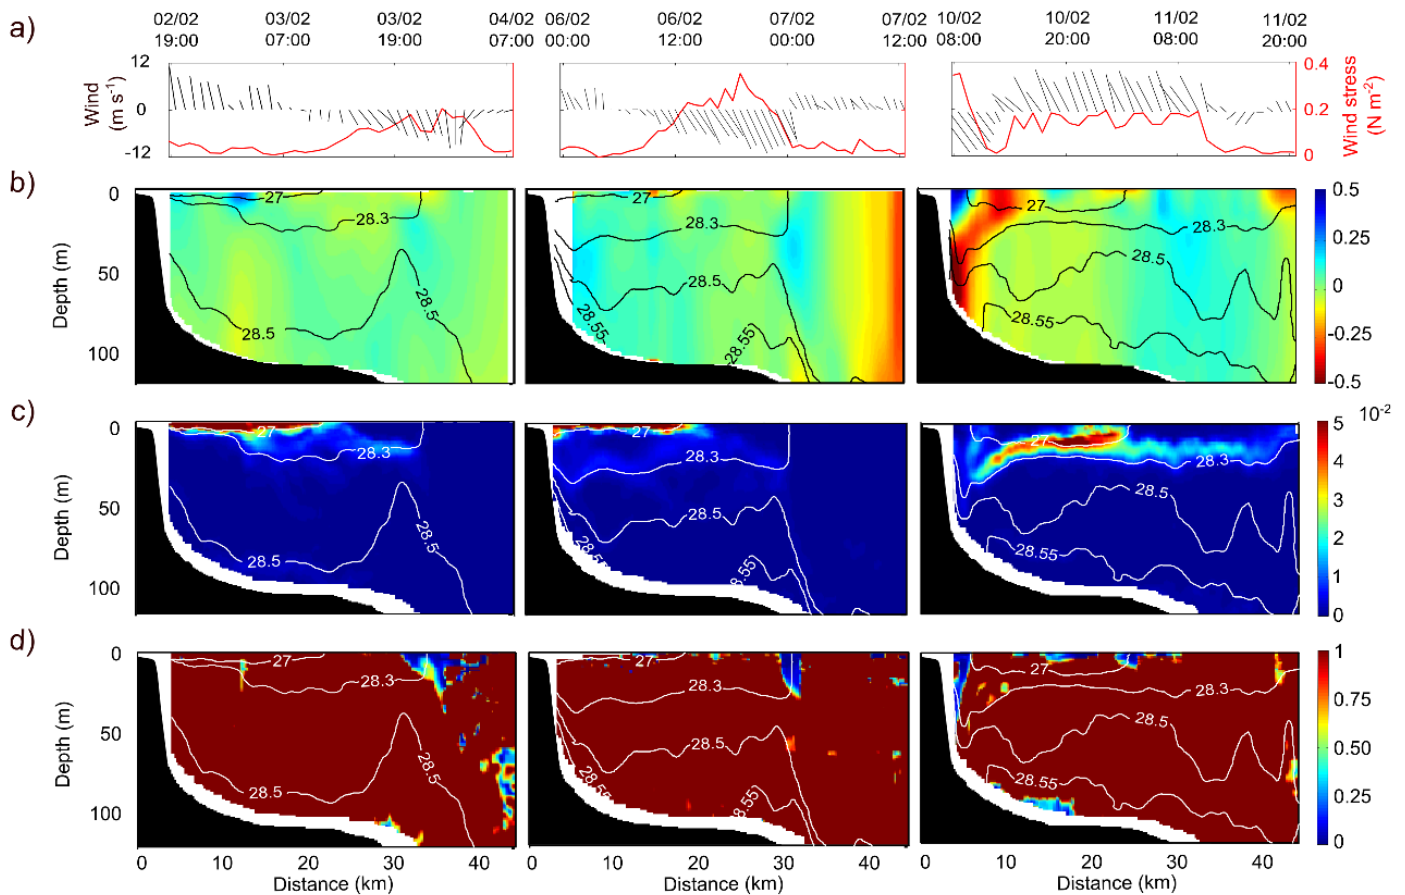 a)
02/02 03/02 03/02 04/02 06/02 06/02 07/02 07/02 10/02 10/02 11/02 11/02
19:00 07:00 19:00 07:00 00:00 12:00 00:00 12:00 08:00 20:00 08:00 20:00
12 0.4
Wind
(m s⁻¹)
0 0.2
-12 0
Wind stress
(N m⁻²)
b)
0 27 27 27 0.5
28.3 28.3 28.3 0.25
50 28.5 28.5 28.5 0
28.5 28.55 28.55 28.55 -0.25
100 -0.5
Depth (m)
c)
10⁻²
0 27 27 5
28.3 28.3 28.3 4
50 28.5 28.5 28.5 3
28.5 28.55 28.55 2
100 1
0
Depth (m)
d)
0 27 27 27 1
28.3 28.3 28.3 0.75
50 28.5 28.5 28.5 0.50
28.5 28.55 28.55 28.55 0.25
100 0
Depth (m)
0 10 20 30 40 0 10 20 30 40 0 10 20 30 40
Distance (km) Distance (km) Distance (km)